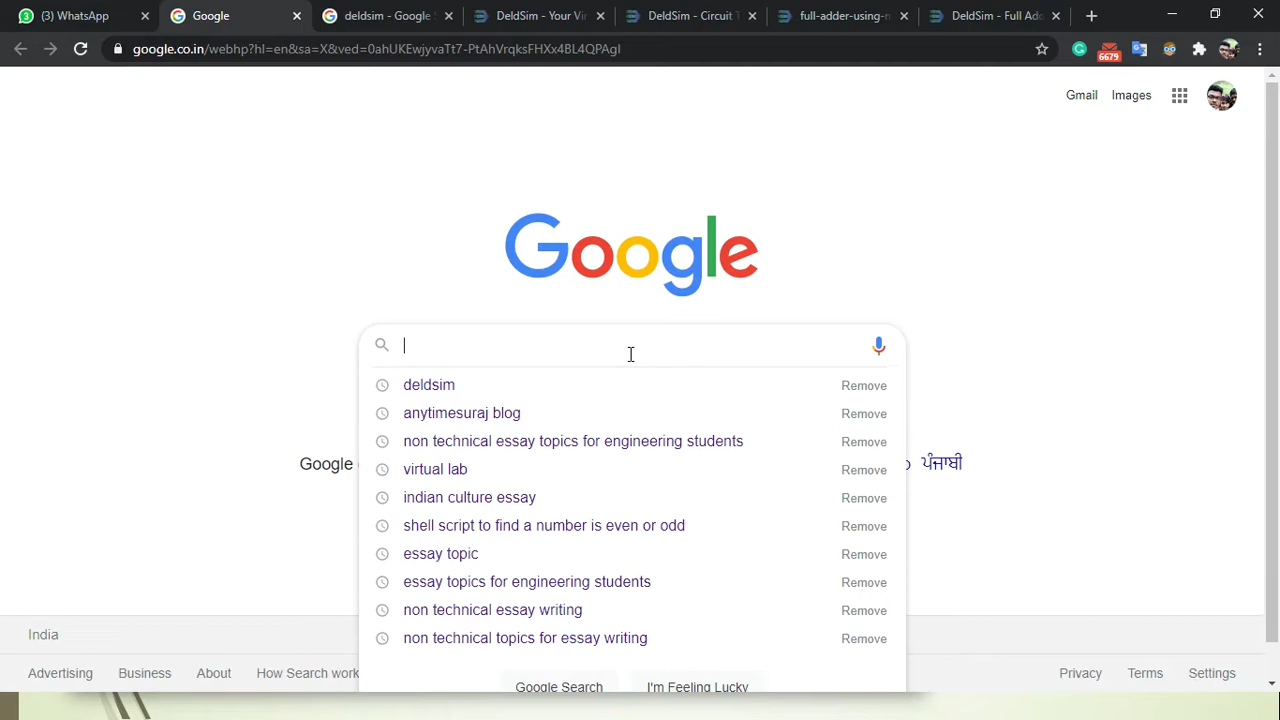 (3) WhatsApp
Google
deldsim - Google S
DeldSim - Your Vir
DeldSim - Circuit T
full-adder-using-n
DeldSim - Full Add
google.co.in/webhp?hl=en&sa=X&ved=0ahUKEwjyvaTt7-PtAhVrqksFHXx4BL4QPAgI
6679
Gmail Images
Google
deldsim Remove
anytimesuraj blog Remove
non technical essay topics for engineering students Remove
virtual lab Remove
indian culture essay Remove
shell script to find a number is even or odd Remove
essay topic Remove
essay topics for engineering students Remove
non technical essay writing Remove
non technical topics for essay writing Remove
Google ਪੰਜਾਬੀ
Google Search I'm Feeling Lucky
India
Advertising Business About How Search work Privacy Terms Settings